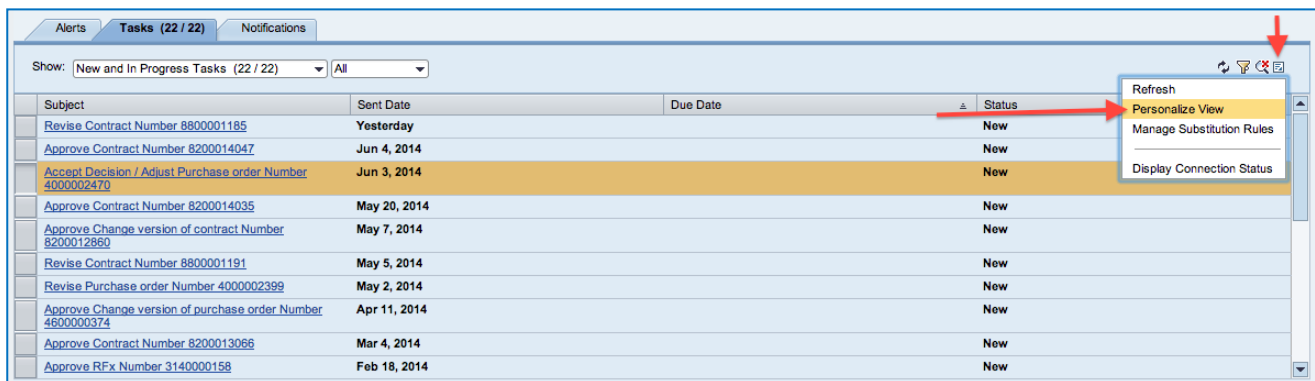 Alerts Tasks (22 / 22) Notifications
Show: New and In Progress Tasks (22 / 22) All
Refresh
Personalize View
Manage Substitution Rules
Display Connection Status
Subject Sent Date Due Date Status
Revise Contract Number 8800001185 Yesterday New
Approve Contract Number 8200014047 Jun 4, 2014 New
Accept Decision / Adjust Purchase order Number Jun 3, 2014 New
4000002470
Approve Contract Number 8200014035 May 20, 2014 New
Approve Change version of contract Number May 7, 2014 New
8200012860
Revise Contract Number 8800001191 May 5, 2014 New
Revise Purchase order Number 4000002399 May 2, 2014 New
Approve Change version of purchase order Number Apr 11, 2014 New
4600000374
Approve Contract Number 8200013066 Mar 4, 2014 New
Approve RFx Number 3140000158 Feb 18, 2014 New